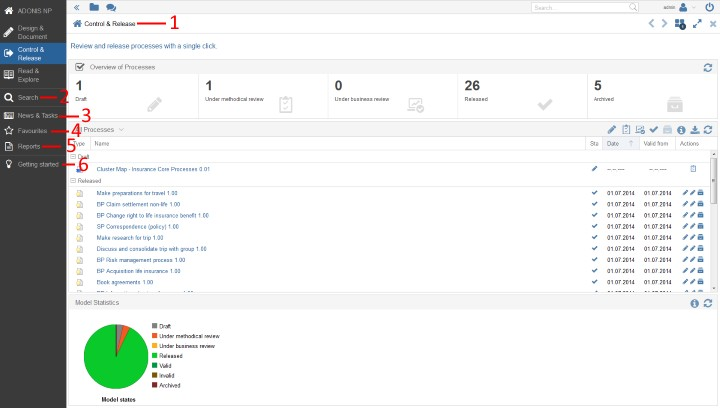 ADONIS NP
Search
admin
Control & Release 1
Design & Document
Control & Release
Read & Explore
Search 2
News & Tasks 3
Favourites 4
Reports 5
Getting started 6
Review and release processes with a single click.
Overview of Processes
1 Draft
1 Under methodical review
0 Under business review
26 Released
5 Archived
Processes
Type Name Sta Date Valid from Actions
Draft
Cluster Map - Insurance Core Processes 0.01 --.--.---- --.--.----
Released
Make preparations for travel 1.00 01.07.2014 01.07.2014
BP Claim settlement non-life 1.00 01.07.2014 01.07.2014
BP Change right to life insurance benefit 1.00 01.07.2014 01.07.2014
SP Correspondence (policy) 1.00 01.07.2014 01.07.2014
Make research for trip 1.00 01.07.2014 01.07.2014
Discuss and consolidate trip with group 1.00 01.07.2014 01.07.2014
BP Risk management process 1.00 01.07.2014 01.07.2014
BP Acquisition life insurance 1.00 01.07.2014 01.07.2014
Book agreements 1.00 01.07.2014 01.07.2014
Model Statistics
Draft
Under methodical review
Under business review
Released
Valid
Invalid
Archived
Model states